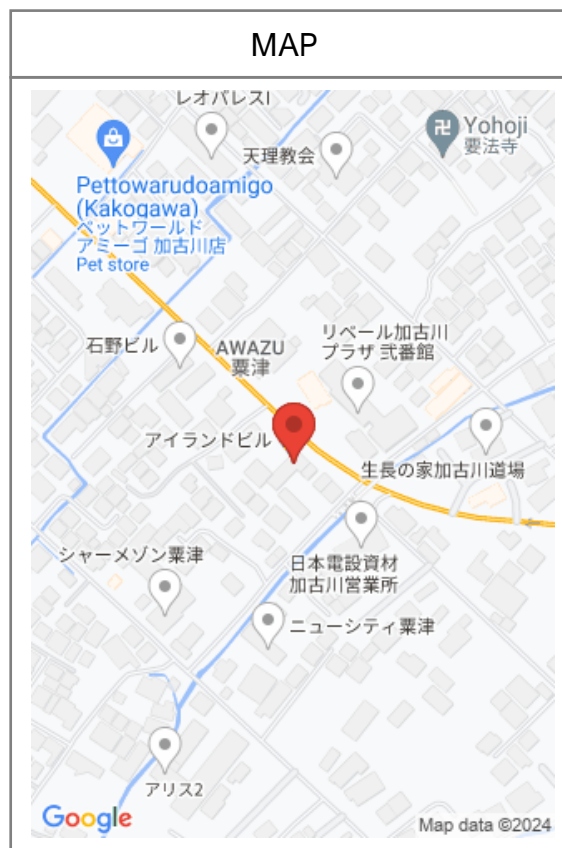 MAP
レオパレスI
天理教会
Yohoji
要法寺
Pettowarudoamigo
(Kakogawa)
ペットワールド
アミーゴ 加古川店
Pet store
石野ビル
AWAZU
粟津
リベール加古川
プラザ 弐番館
アイランドビル
生長の家加古川道場
日本電設資材
加古川営業所
シャーメゾン粟津
ニューシティ粟津
アリス2
Google
Map data ©2024